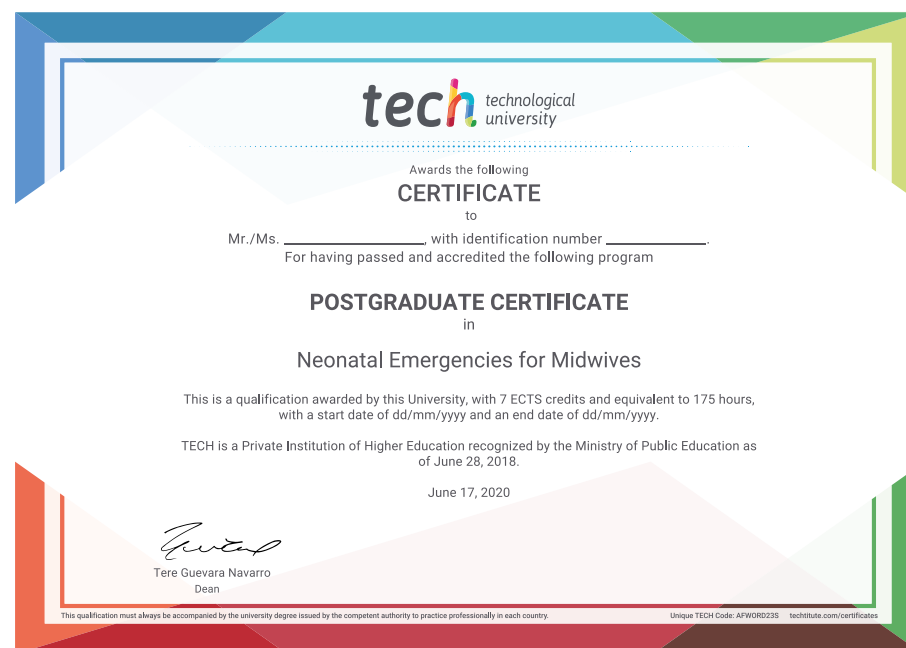 tech technological
university
Awards the following
CERTIFICATE
to
Mr./Ms. ____________________, with identification number ______________.
For having passed and accredited the following program
POSTGRADUATE CERTIFICATE
in
Neonatal Emergencies for Midwives
This is a qualification awarded by this University, with 7 ECTS credits and equivalent to 175 hours,
with a start date of dd/mm/yyyy and an end date of dd/mm/yyyy.
TECH is a Private Institution of Higher Education recognized by the Ministry of Public Education as
of June 28, 2018.
June 17, 2020
Tere Guevara Navarro
Dean
This qualification must always be accompanied by the university degree issued by the competent authority to practice professionally in each country. Unique TECH Code: AFWORD23S techtitute.com/certificates